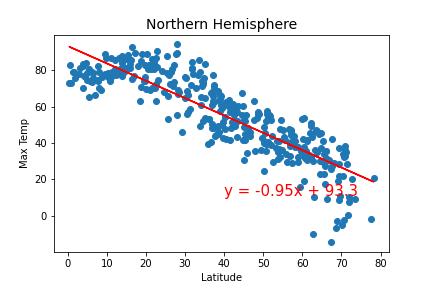 Northern Hemisphere
Max Temp
80
60
40
20
0
y = -0.95x + 93.3
0 10 20 30 40 50 60 70 80
Latitude